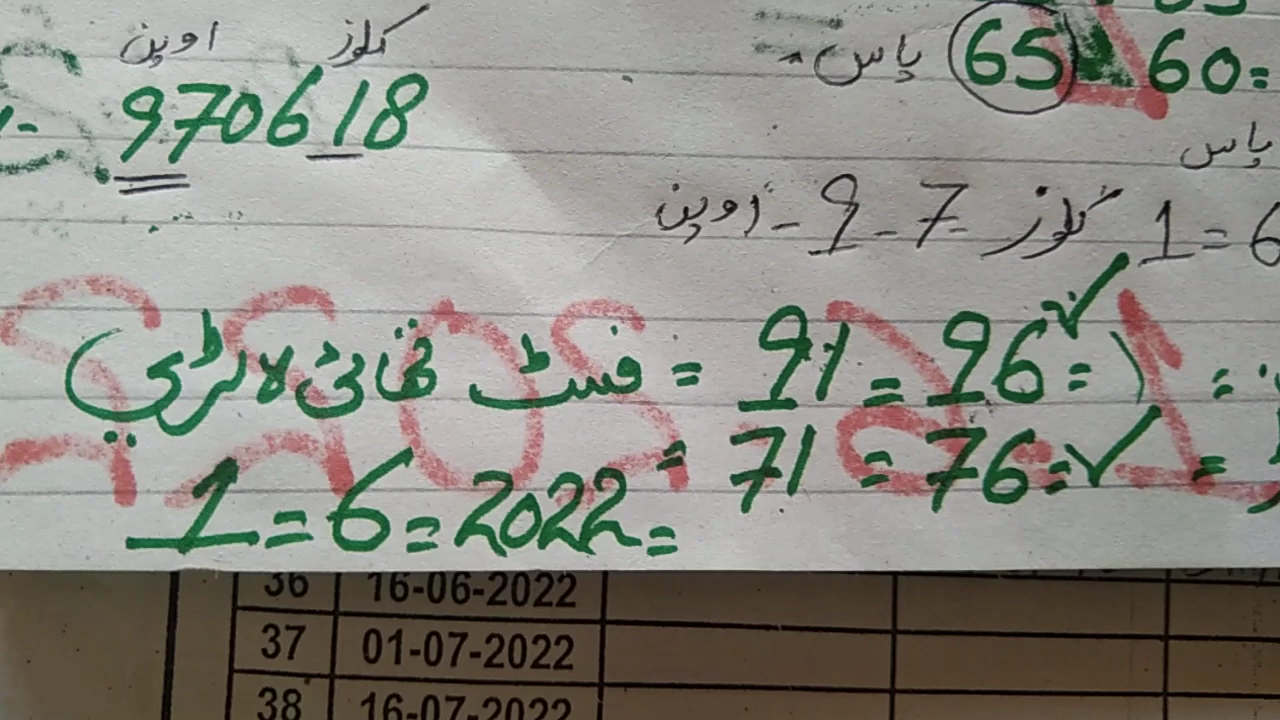 اوپن کلوز
970618
پاس 65 60=
پاس
اوپن - 9 - 7 - کلوز 1=6
فسٹ تھائی لاٹری = 91 = 96 =
= 71 = 76 =
1=6=2022=
36 16-06-2022
37 01-07-2022
38 16-07-2022